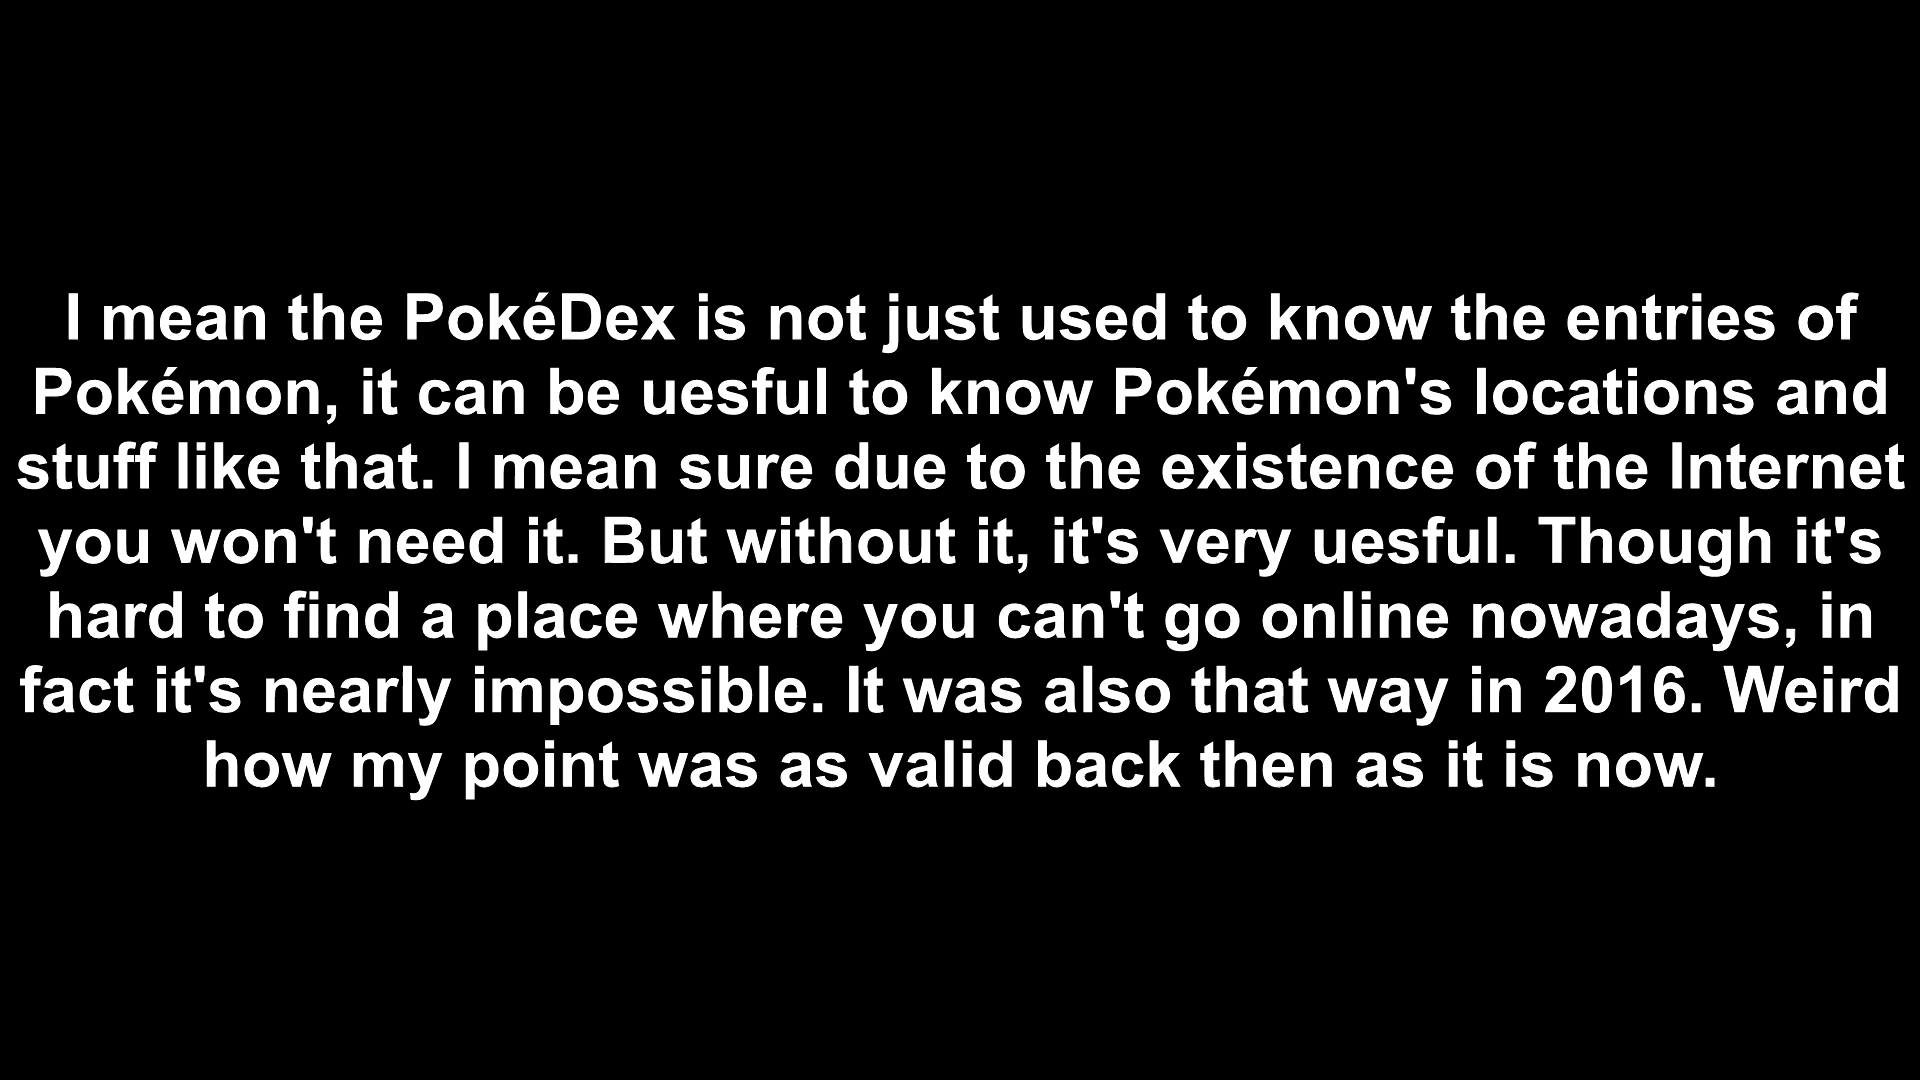 I mean the PokéDex is not just used to know the entries of
Pokémon, it can be uesful to know Pokémon's locations and
stuff like that. I mean sure due to the existence of the Internet
you won't need it. But without it, it's very uesful. Though it's
hard to find a place where you can't go online nowadays, in
fact it's nearly impossible. It was also that way in 2016. Weird
how my point was as valid back then as it is now.